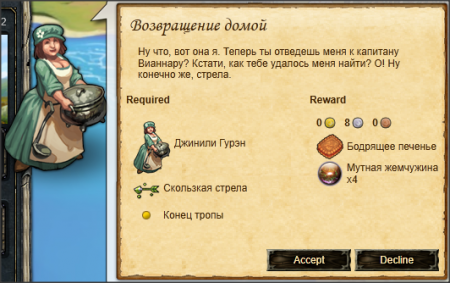 2
Возвращение домой
Ну что, вот она я. Теперь ты отведешь меня к капитану
Вианнару? Кстати, как тебе удалось меня найти? О! Ну
конечно же, стрела.
Required
Джинили Гурэн
Скользкая стрела
Конец тропы
Reward
0 8 0
Бодрящее печенье
Мутная жемчужина
x4
Accept Decline